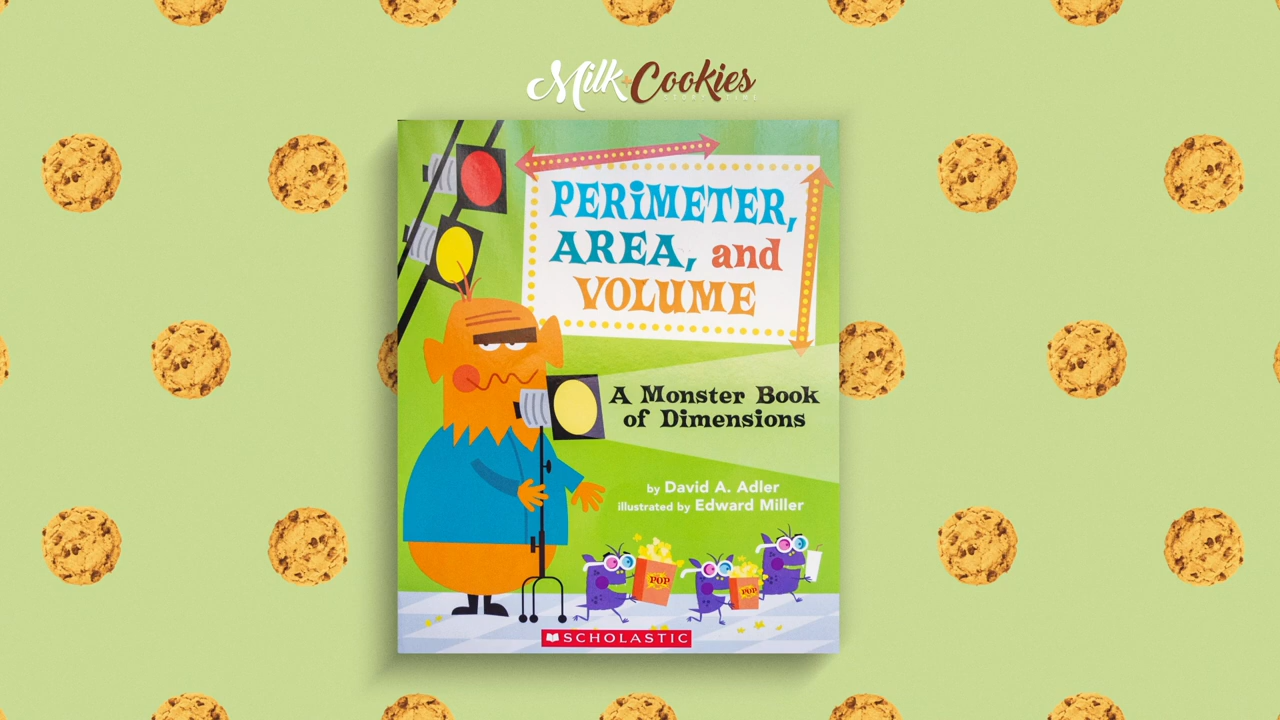 Milk + Cookies
PERIMETER,
AREA, and
VOLUME
A Monster Book
of Dimensions
by David A. Adler
illustrated by Edward Miller
POP
POP
SCHOLASTIC